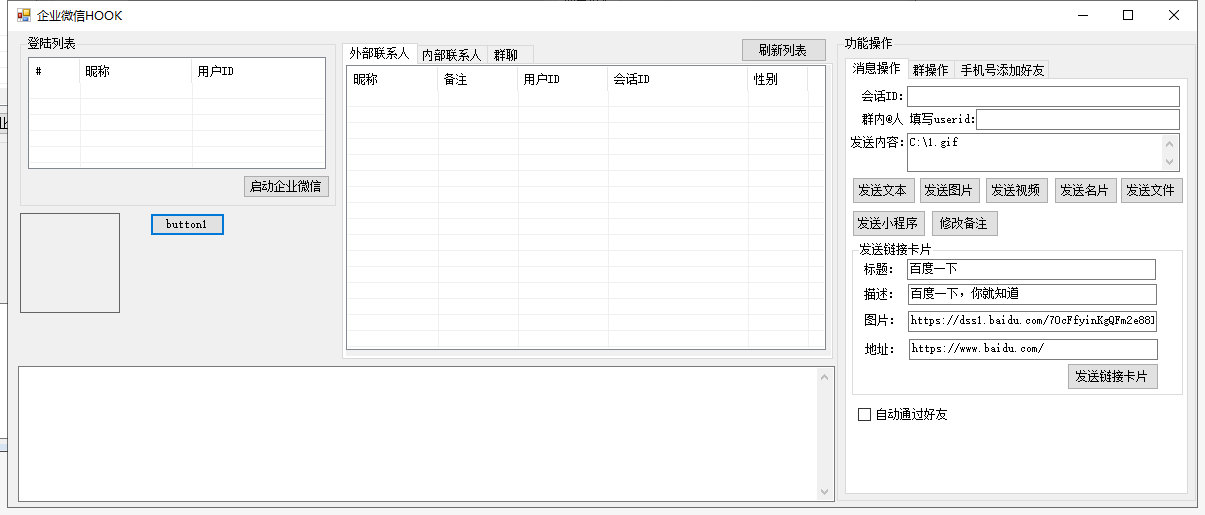 企业微信HOOK
登陆列表
# 昵称 用户ID
启动企业微信
button1
外部联系人 内部联系人 群聊
刷新列表
昵称 备注 用户ID 会话ID 性别
功能操作
消息操作 群操作 手机号添加好友
会话ID:
群内@人 填写userid:
发送内容: C:\1.gif
发送文本 发送图片 发送视频 发送名片 发送文件
发送小程序 修改备注
发送链接卡片
标题: 百度一下
描述: 百度一下，你就知道
图片: https://dss1.baidu.com/70cFfyinKgQFm2e88I
地址: https://www.baidu.com/
发送链接卡片
自动通过好友